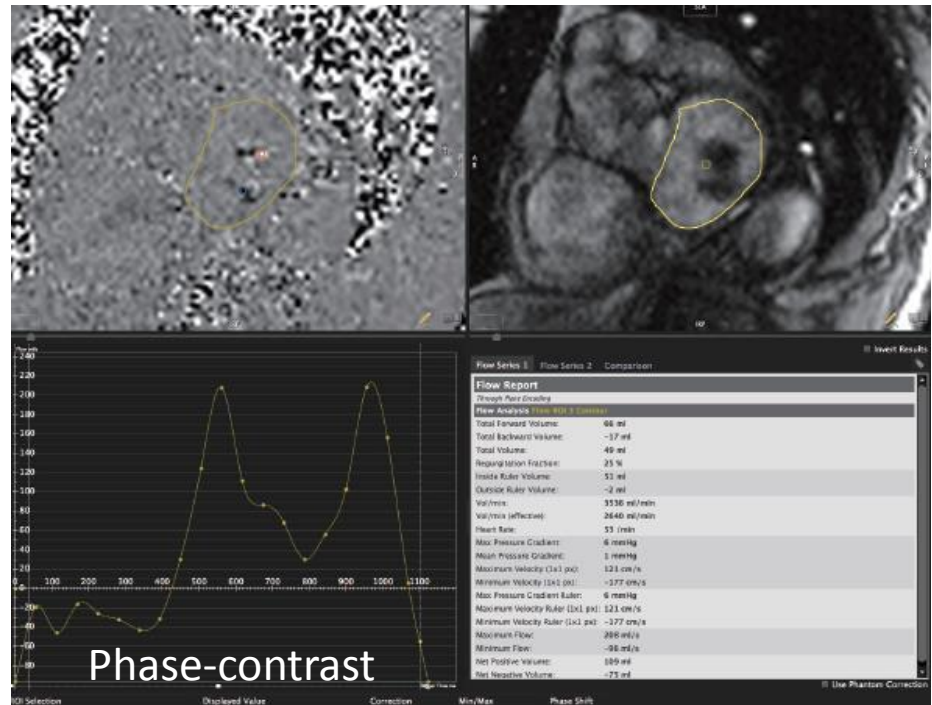 Invert Results
Flow Series 1 Flow Series 2 Comparison
Flow Report
Through Plane Encoding
Flow Analysis Flow ROI 3 Contour
Total Forward Volume: 66 ml
Total Backward Volume: -17 ml
Total Volume: 49 ml
Regurgitation Fraction: 25 %
Inside Ruler Volume: 51 ml
Outside Ruler Volume: -2 ml
Vol/min: 3536 ml/min
Vol/min (effective): 2640 ml/min
Heart Rate: 53 /min
Max Pressure Gradient: 6 mmHg
Mean Pressure Gradient: 1 mmHg
Maximum Velocity (1x1 px): 121 cm/s
Minimum Velocity (1x1 px): -177 cm/s
Max Pressure Gradient Ruler: 6 mmHg
Maximum Velocity Ruler (1x1 px): 121 cm/s
Minimum Velocity Ruler (1x1 px): -177 cm/s
Maximum Flow: 208 ml/s
Minimum Flow: -98 ml/s
Net Positive Volume: 109 ml
Net Negative Volume: -75 ml
Use Phantom Correction
240
220
200
180
160
140
120
100
80
60
40
20
0 100 200 300 400 500 600 700 800 900 1000 1100
-20
-40
-60
-80
Phase-contrast
ROI Selection Displayed Value Correction Min/Max Phase Shift